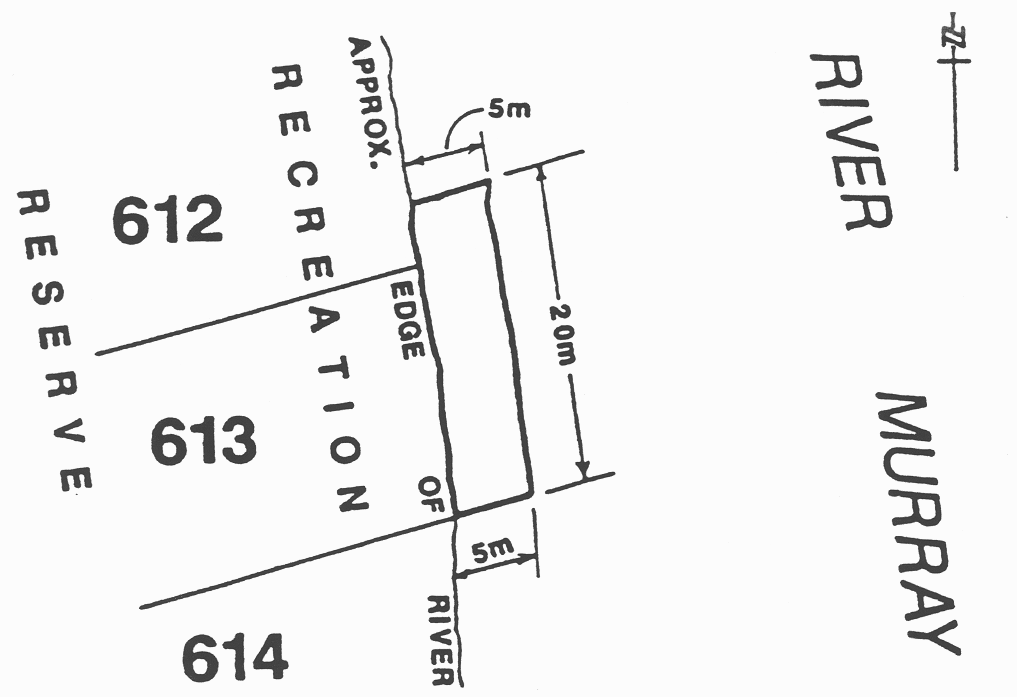 N
RIVER MURRAY
APPROX. EDGE OF RIVER
RECREATION
RESERVE
5m
20m
5m
612
613
614